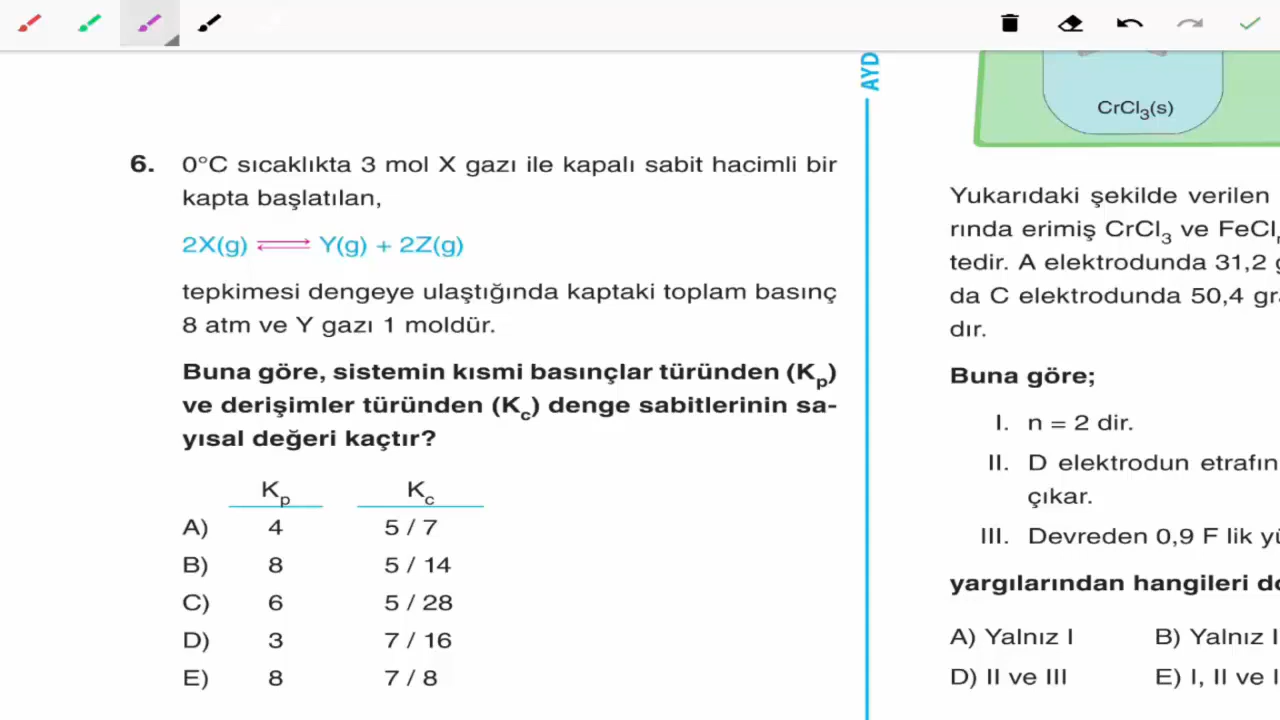 AYD
CrCl3(s)
6. 0°C sıcaklıkta 3 mol X gazı ile kapalı sabit hacimli bir
kapta başlatılan,
2X(g) ⇌ Y(g) + 2Z(g)
tepkimesi dengeye ulaştığında kaptaki toplam basınç
8 atm ve Y gazı 1 moldür.
Buna göre, sistemin kısmi basınçlar türünden (Kp)
ve derişimler türünden (Kc) denge sabitlerinin sa-
yısal değeri kaçtır?
Kp Kc
A) 4 5 / 7
B) 8 5 / 14
C) 6 5 / 28
D) 3 7 / 16
E) 8 7 / 8
Yukarıdaki şekilde verilen
rında erimiş CrCl3 ve FeCl
tedir. A elektrodunda 31,2
da C elektrodunda 50,4 gr
dır.
Buna göre;
I. n = 2 dir.
II. D elektrodun etrafın
çıkar.
III. Devreden 0,9 F lik
yargılarından hangileri
A) Yalnız I B) Yalnız
D) II ve III E) I, II ve